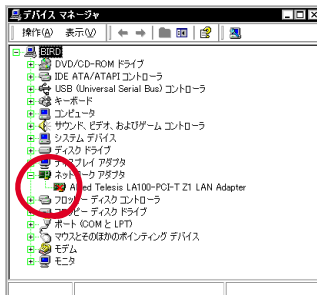 デバイス マネージャ
操作(A) 表示(V)
BIRD
DVD/CD-ROM ドライブ
IDE ATA/ATAPI コントローラ
USB (Universal Serial Bus) コントローラ
キーボード
コンピュータ
サウンド、ビデオ、およびゲーム コントローラ
システム デバイス
ディスク ドライブ
ディスプレイ アダプタ
ネットワーク アダプタ
Allied Telesis LA100-PCI-T Z1 LAN Adapter
フロッピー ディスク コントローラ
フロッピー ディスク ドライブ
ポート (COM と LPT)
マウスとそのほかのポインティング デバイス
モデム
モニタ